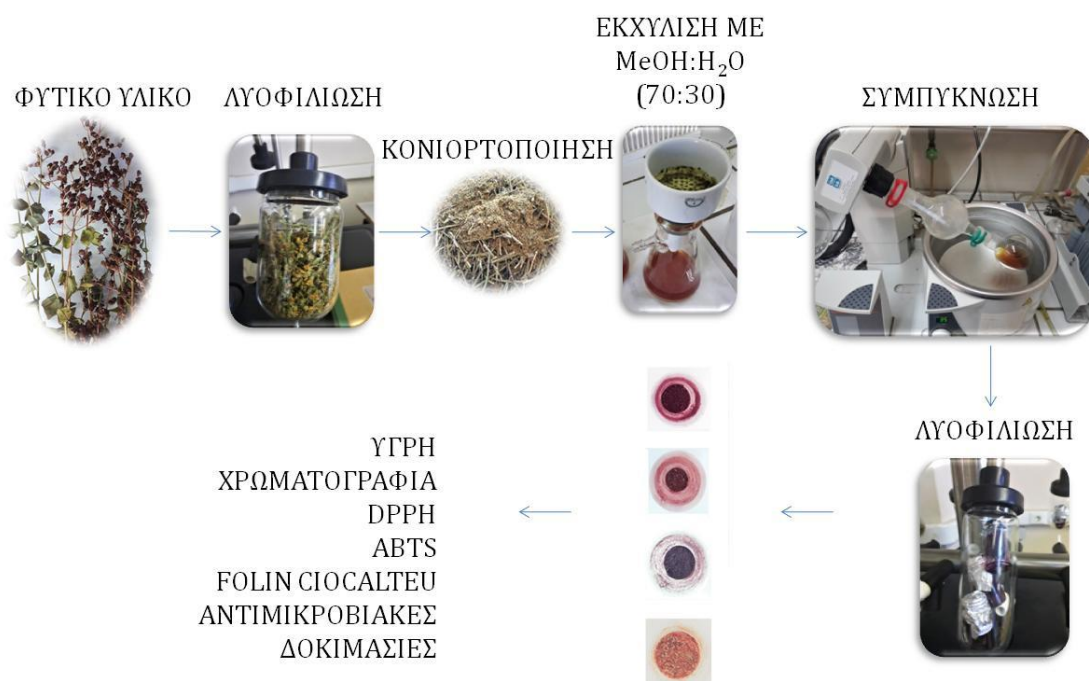 ΦΥΤΙΚΟ ΥΛΙΚΟ
ΛΥΟΦΙΛΙΩΣΗ
ΚΟΝΙΟΡΤΟΠΟΙΗΣΗ
ΕΚΧΥΛΙΣΗ ΜΕ
MeOH:H₂O
(70:30)
ΣΥΜΠΥΚΝΩΣΗ
ΛΥΟΦΙΛΙΩΣΗ
ΥΓΡΗ
ΧΡΩΜΑΤΟΓΡΑΦΙΑ
DPPH
ABTS
FOLIN CIOCALTEU
ΑΝΤΙΜΙΚΡΟΒΙΑΚΕΣ
ΔΟΚΙΜΑΣΙΕΣ